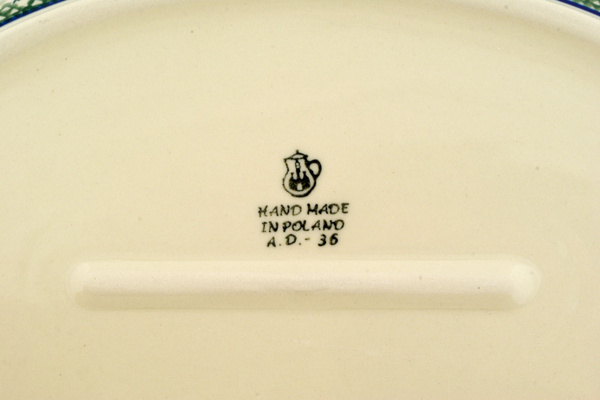 HAND MADE
IN POLAND
A.D.- 36